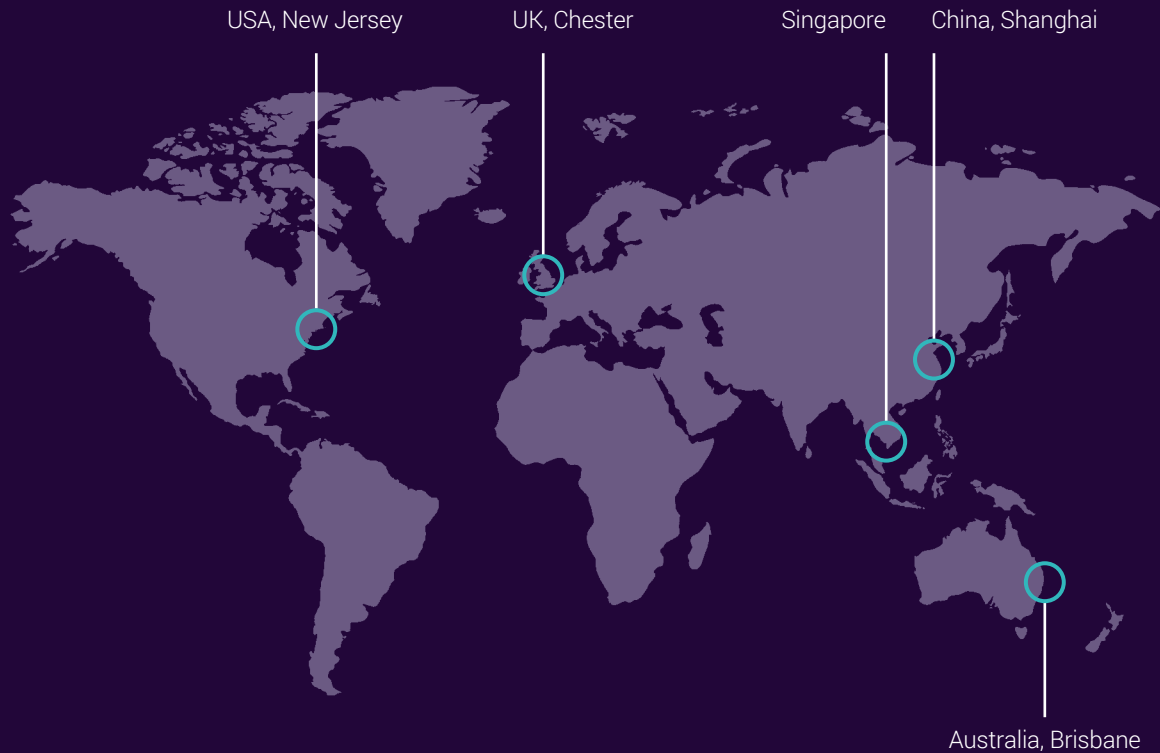 USA, New Jersey
UK, Chester
Singapore
China, Shanghai
Australia, Brisbane